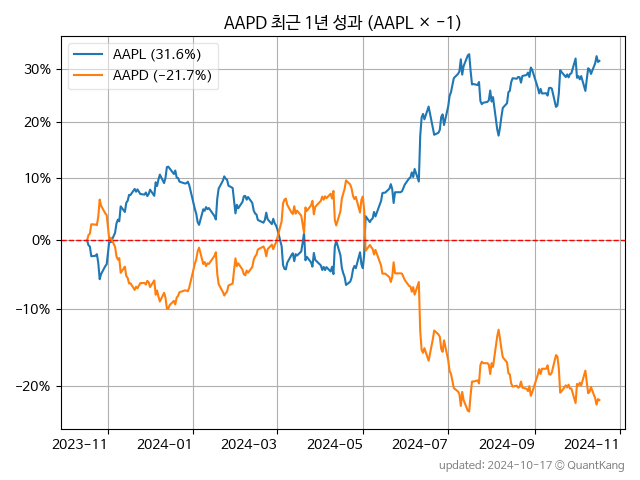 AAPD 최근 1년 성과 (AAPL × −1)
AAPL (31.6%)
AAPD (−21.7%)
30%
20%
10%
0%
−10%
−20%
2023-11 2024-01 2024-03 2024-05 2024-07 2024-09 2024-11
updated: 2024-10-17 © QuantKang